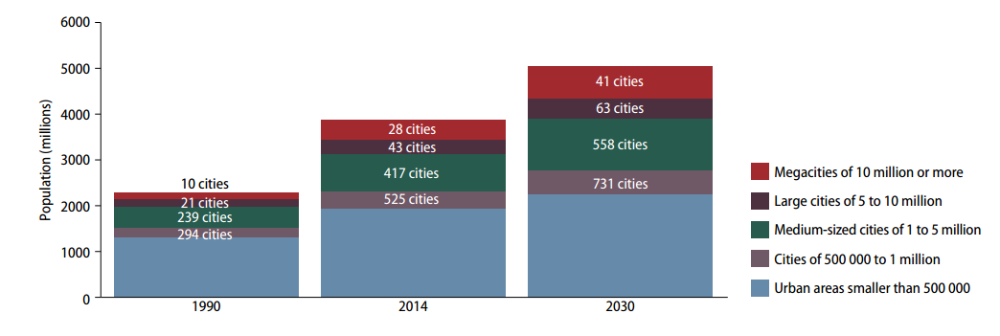 6000
5000
4000
3000
2000
1000
0
Population (millions)
10 cities
21 cities
239 cities
294 cities
28 cities
43 cities
417 cities
525 cities
41 cities
63 cities
558 cities
731 cities
1990
2014
2030
Megacities of 10 million or more
Large cities of 5 to 10 million
Medium-sized cities of 1 to 5 million
Cities of 500 000 to 1 million
Urban areas smaller than 500 000